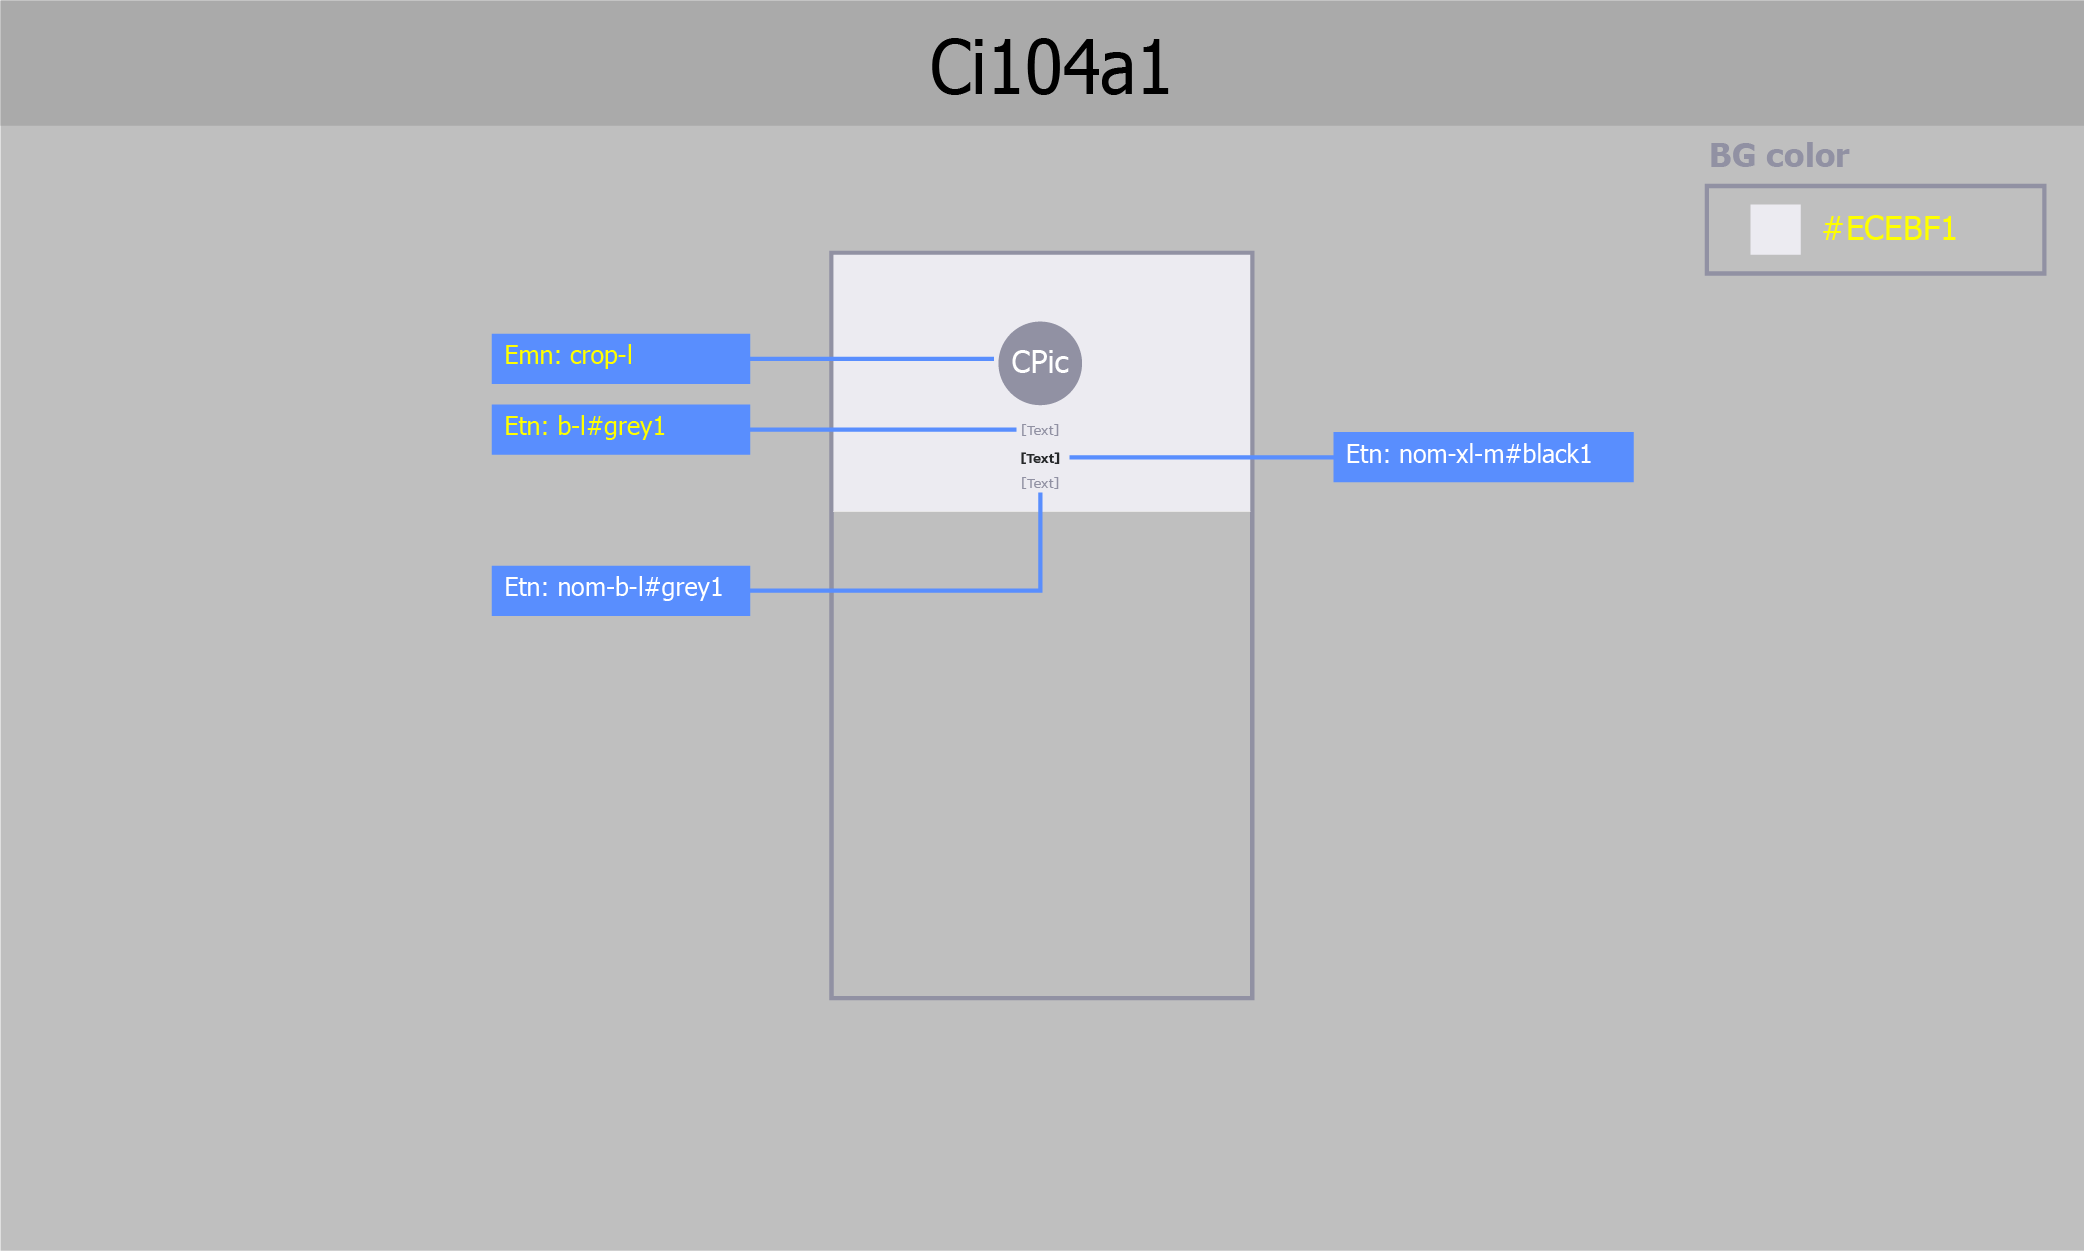 Ci104a1
BG color
#ECEBF1
Emn: crop-l
CPic
Etn: b-l#grey1
[Text]
[Text]
Etn: nom-xl-m#black1
[Text]
Etn: nom-b-l#grey1